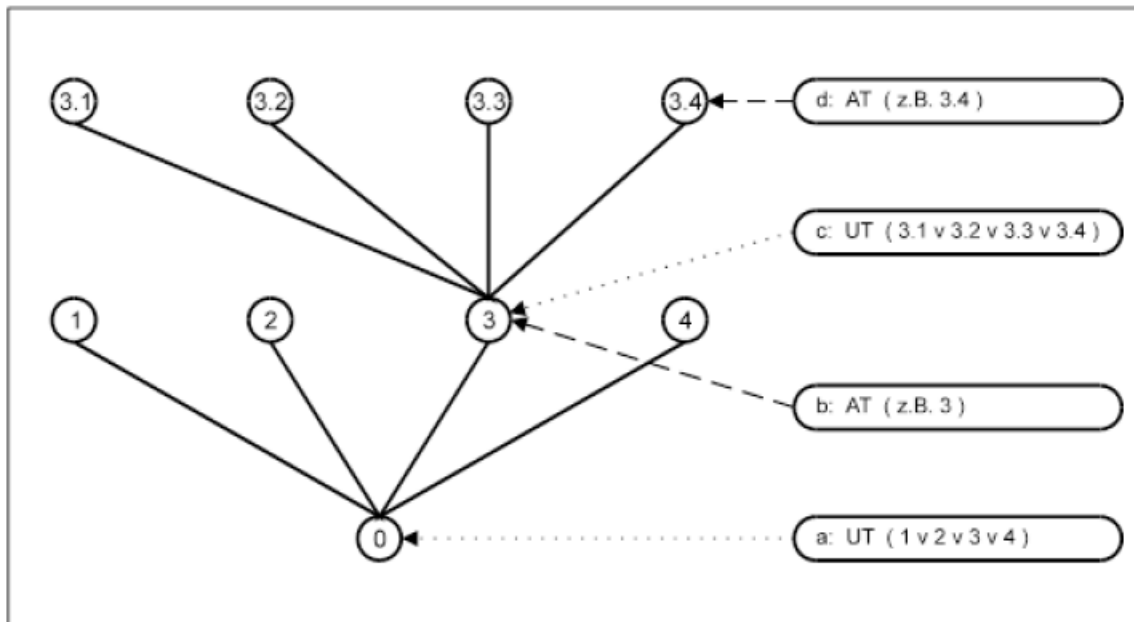 3.1 3.2 3.3 3.4 d: AT ( z.B. 3.4 )
c: UT ( 3.1 v 3.2 v 3.3 v 3.4 )
1 2 3 4
b: AT ( z.B. 3 )
0 a: UT ( 1 v 2 v 3 v 4 )